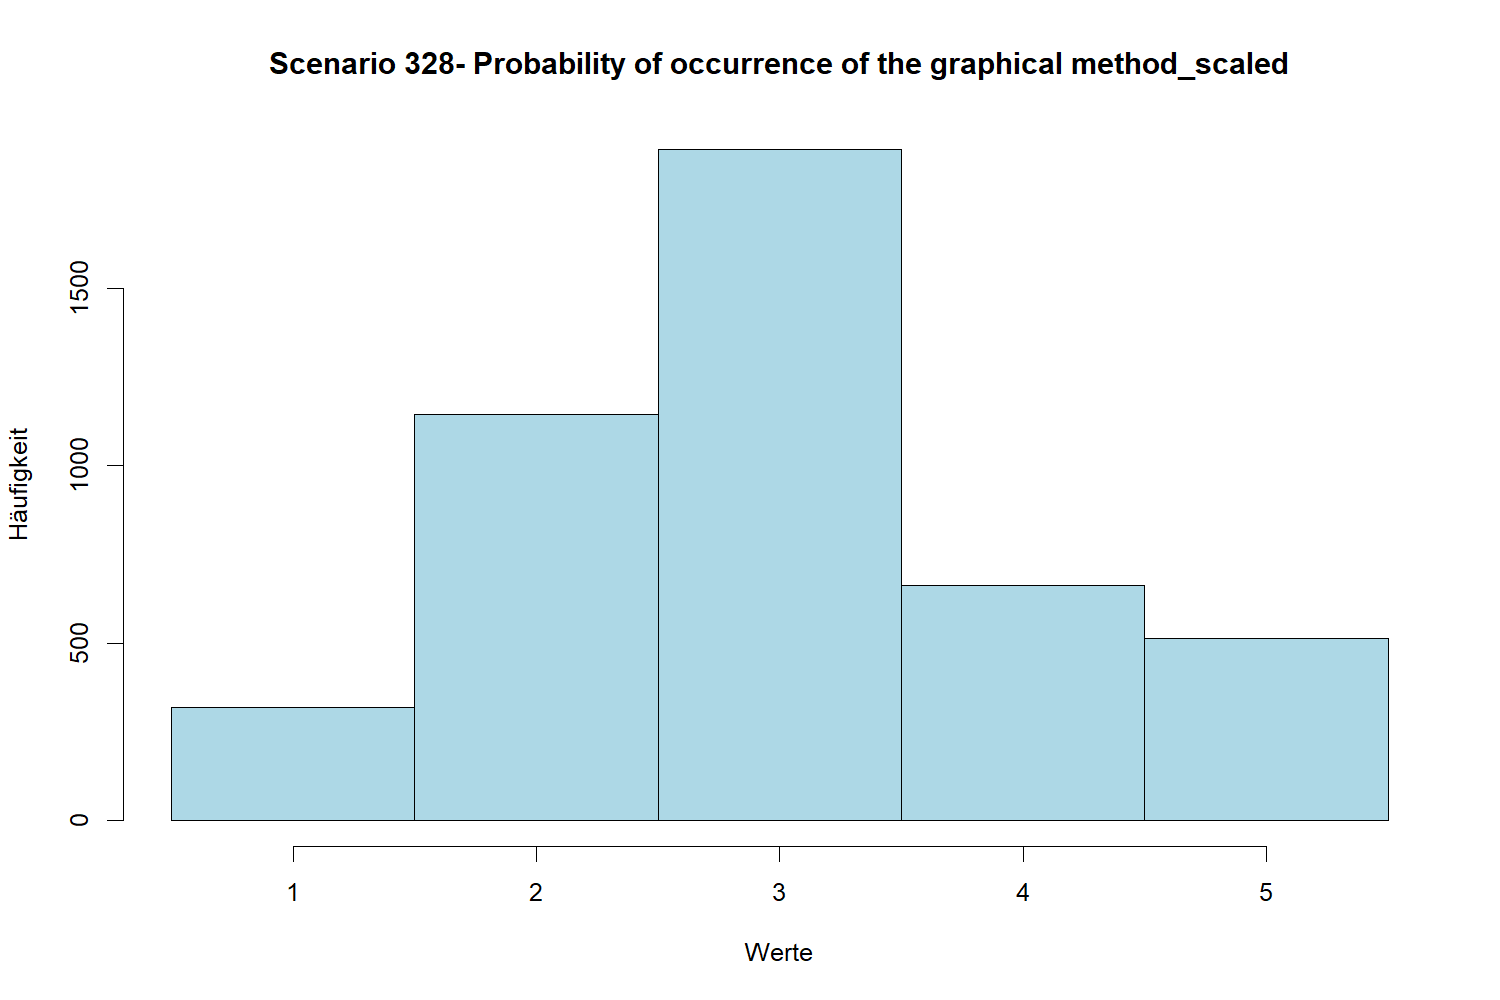 Scenario 328- Probability of occurrence of the graphical method_scaled
Häufigkeit
1500
1000
500
0
1 2 3 4 5
Werte